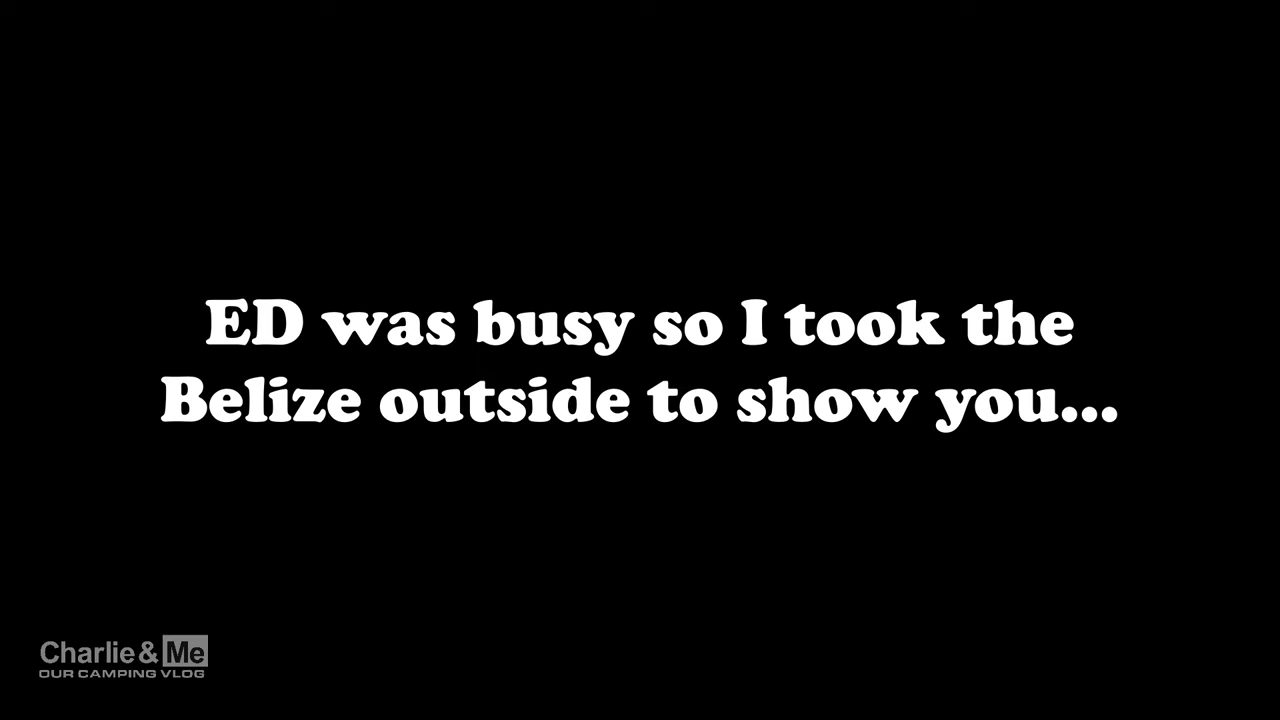 ED was busy so I took the
Belize outside to show you...
Charlie & Me
OUR CAMPING VLOG